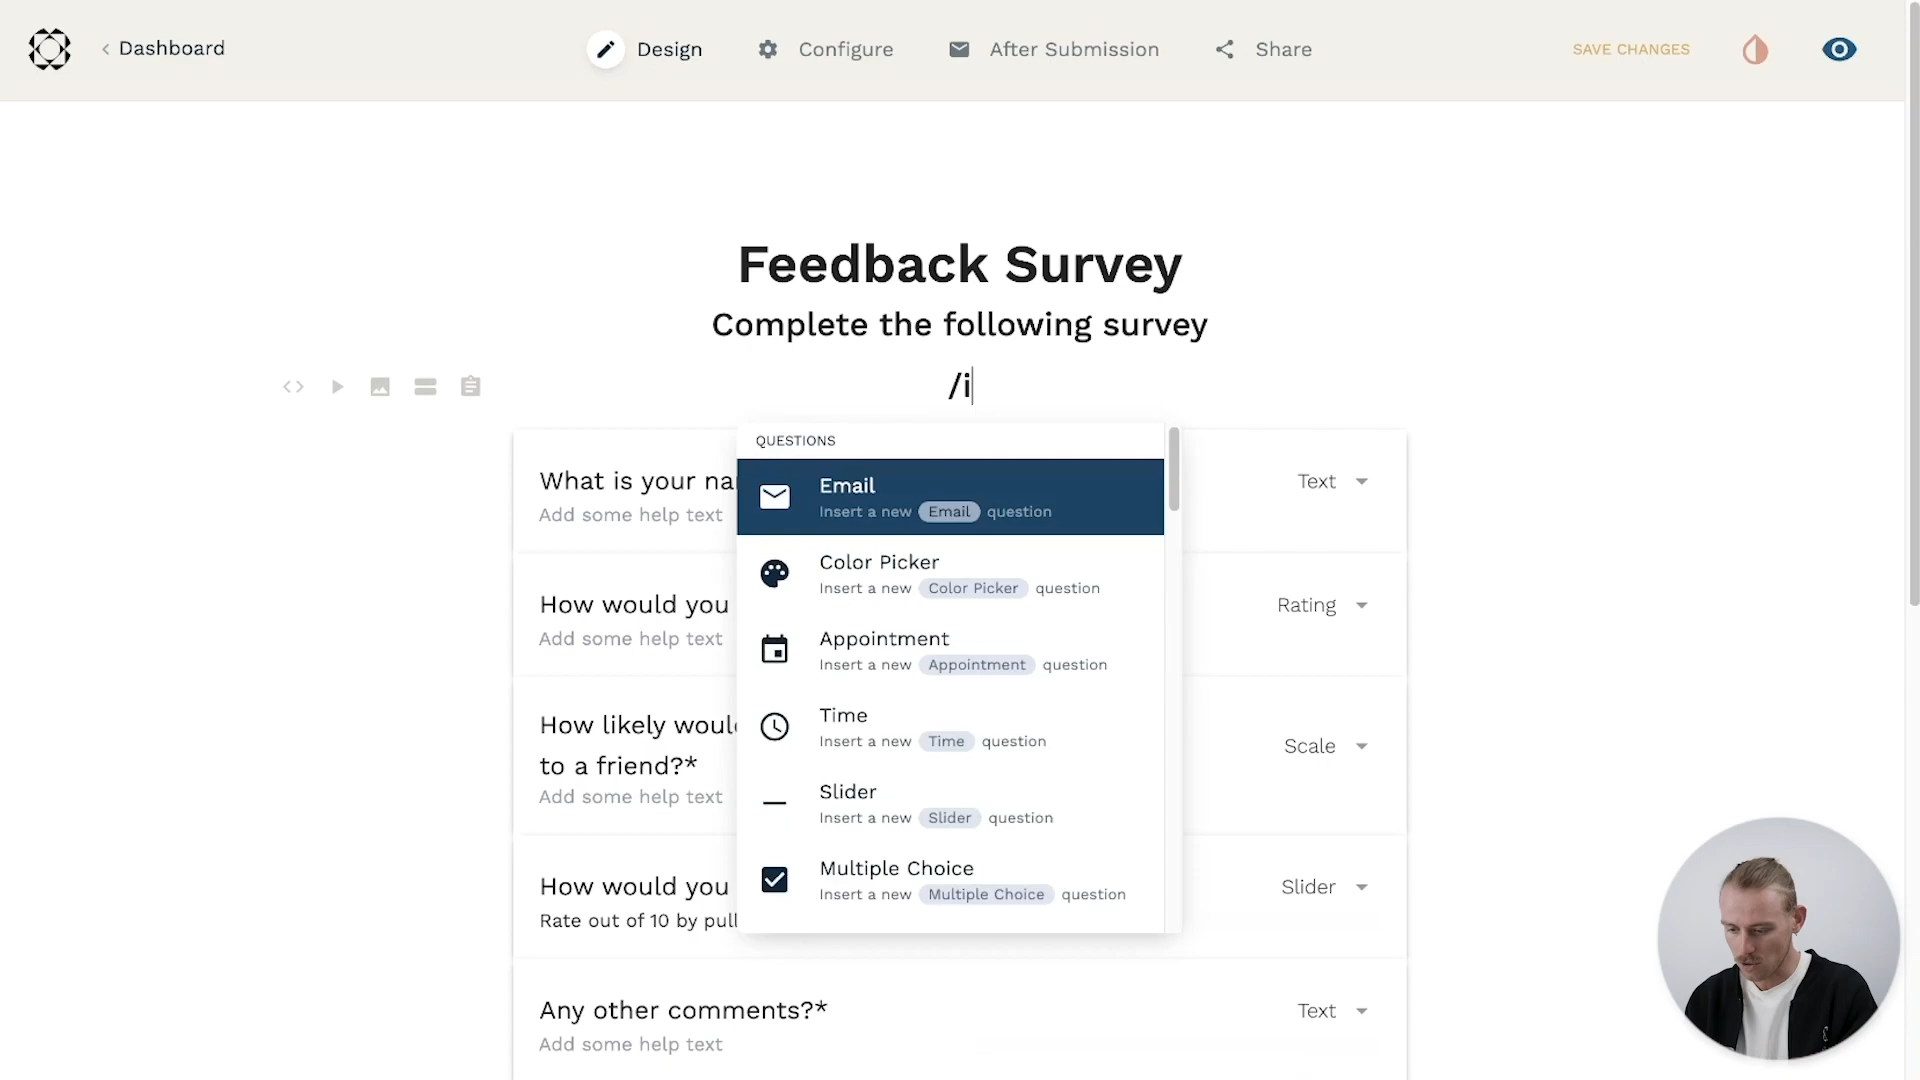 Dashboard
Design
Configure
After Submission
Share
SAVE CHANGES
Feedback Survey
Complete the following survey
/i
QUESTIONS
Email
Insert a new Email question
Color Picker
Insert a new Color Picker question
Appointment
Insert a new Appointment question
Time
Insert a new Time question
Slider
Insert a new Slider question
Multiple Choice
Insert a new Multiple Choice question
What is your
Add some help text
Text
How would you
Add some help text
Rating
How likely
to a friend?*
Add some help text
Scale
How would you
Rate out of 10 by
Slider
Any other comments?*
Add some help text
Text